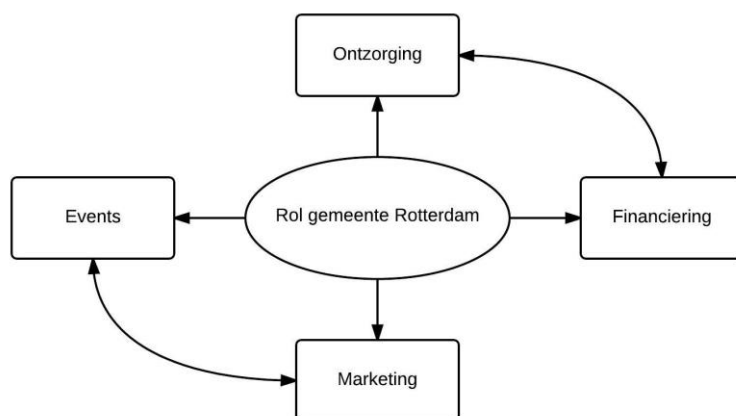 Ontzorging
Events
Rol gemeente Rotterdam
Financiering
Marketing